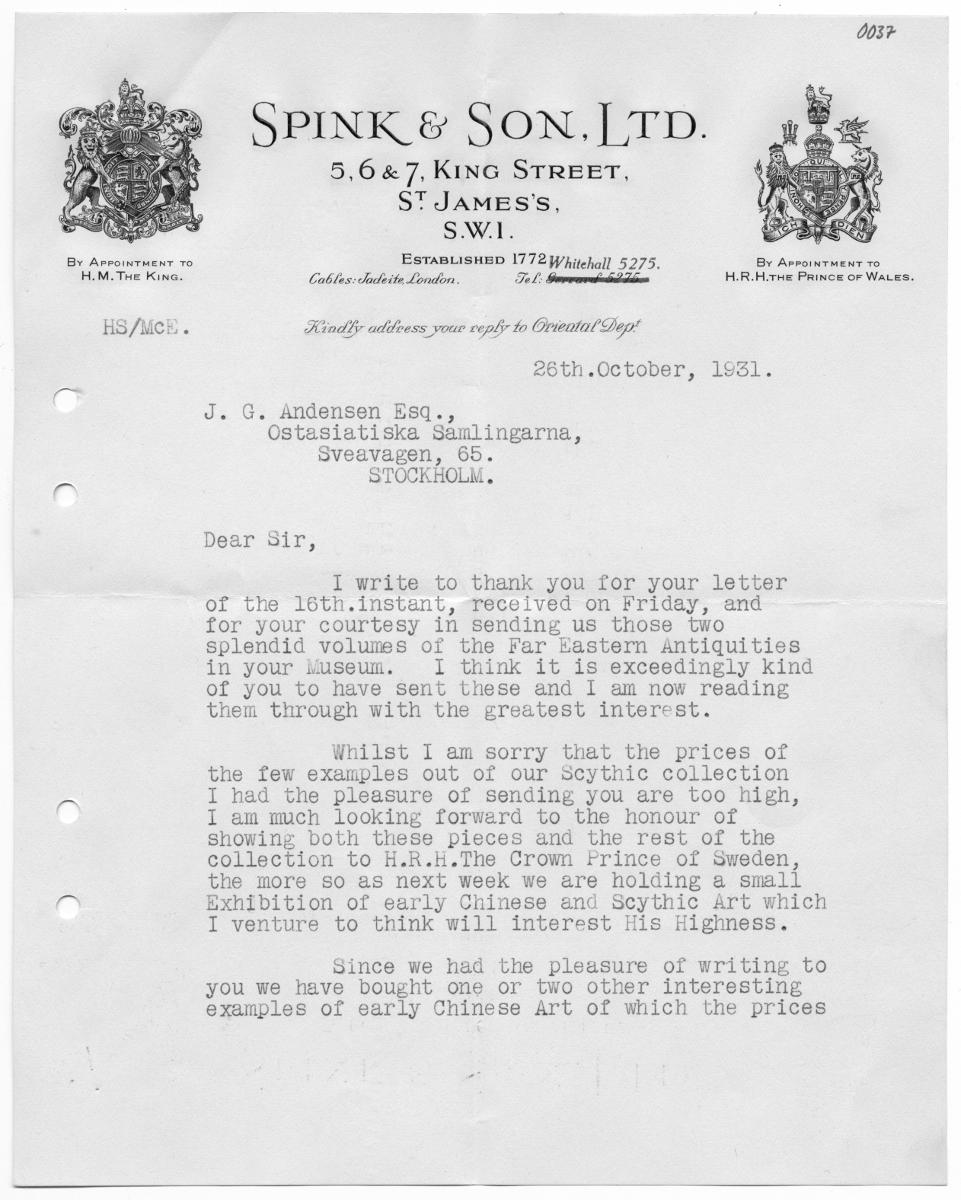 0037
SPINK & SON, LTD.
5, 6 & 7, KING STREET,
ST JAMES'S,
S.W.1.
ESTABLISHED 1772
Whitehall 5275.
Cables: Jadeite, London. Tel: Gerrard 5275.
BY APPOINTMENT TO
H.M. THE KING.
BY APPOINTMENT TO
H.R.H. THE PRINCE OF WALES.
ICH DIEN
HS/McE.
Kindly address your reply to Oriental Dept
26th.October, 1931.
J. G. Andensen Esq.,
Ostasiatiska Samlingarna,
Sveavagen, 65.
STOCKHOLM.
Dear Sir,
I write to thank you for your letter
of the 16th.instant, received on Friday, and
for your courtesy in sending us those two
splendid volumes of the Far Eastern Antiquities
in your Museum. I think it is exceedingly kind
of you to have sent these and I am now reading
them through with the greatest interest.
Whilst I am sorry that the prices of
the few examples out of our Scythic collection
I had the pleasure of sending you are too high,
I am much looking forward to the honour of
showing both these pieces and the rest of the
collection to H.R.H.The Crown Prince of Sweden,
the more so as next week we are holding a small
Exhibition of early Chinese and Scythic Art which
I venture to think will interest His Highness.
Since we had the pleasure of writing to
you we have bought one or two other interesting
examples of early Chinese Art of which the prices